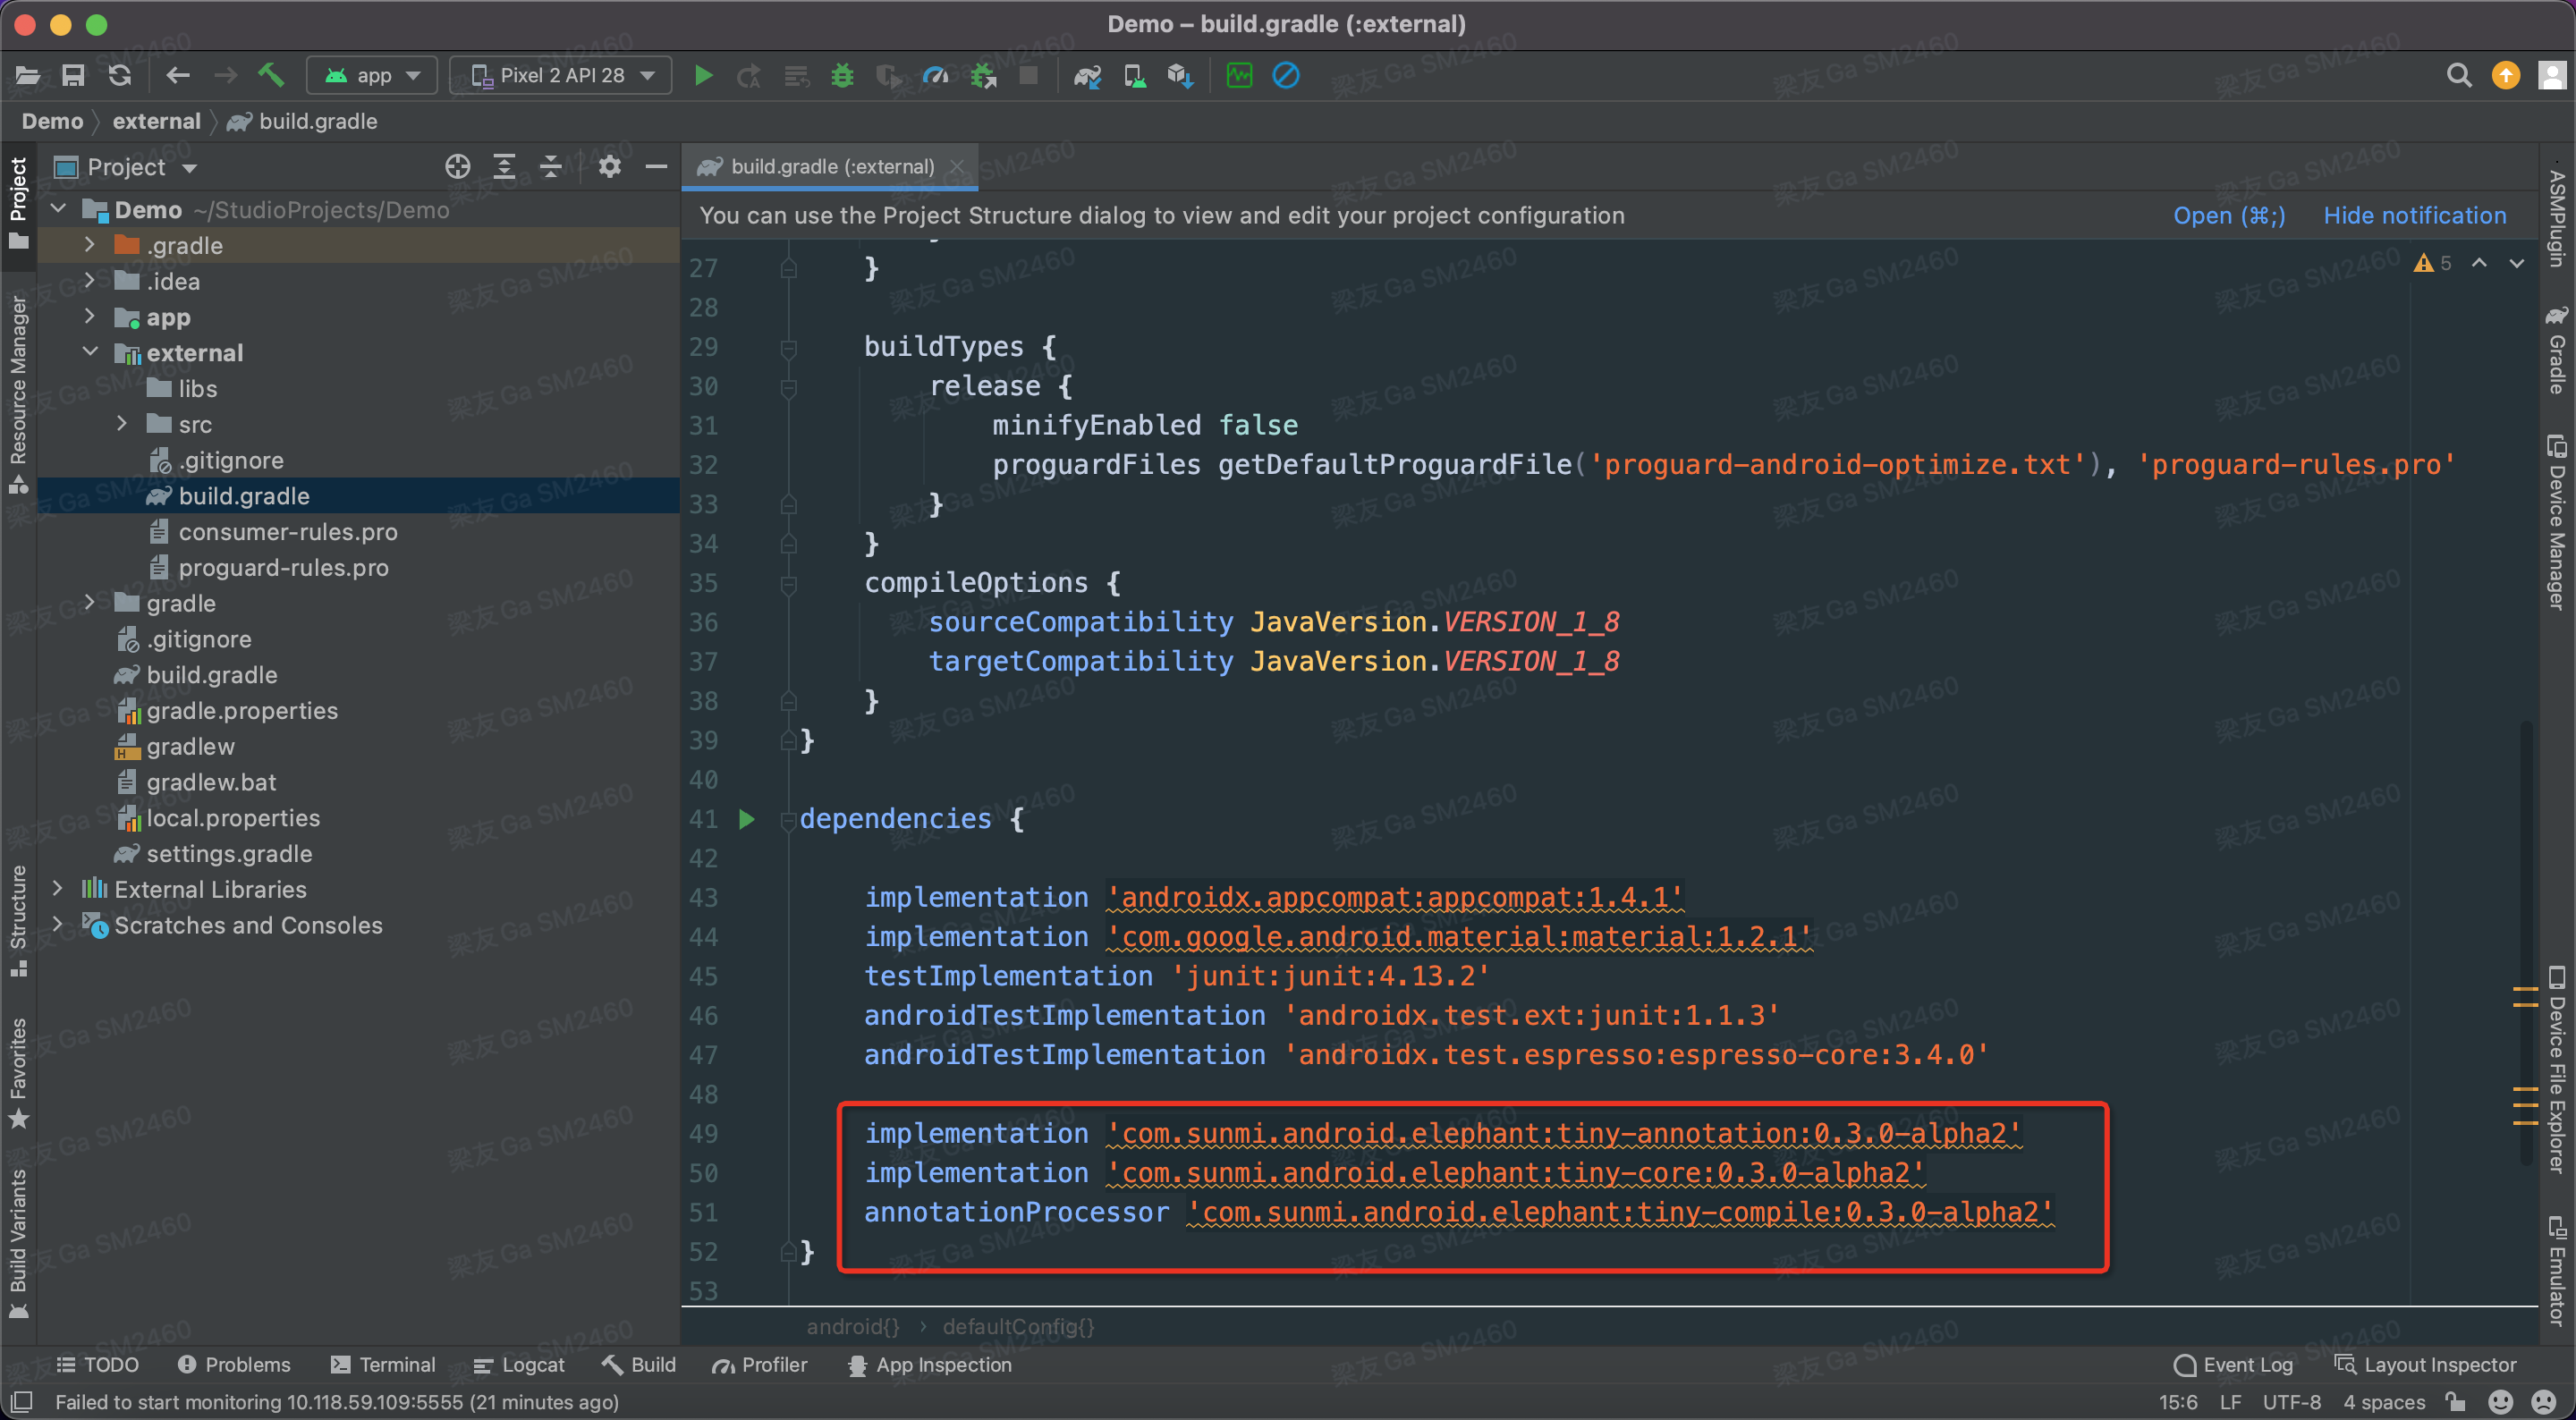 Demo – build.gradle (:external)
app
Pixel 2 API 28
Demo
external
build.gradle
Project
build.gradle (:external)
You can use the Project Structure dialog to view and edit your project configuration
Open (⌘;)
Hide notification
Demo ~/StudioProjects/Demo
.gradle
.idea
app
external
libs
src
.gitignore
build.gradle
consumer-rules.pro
proguard-rules.pro
gradle
.gitignore
build.gradle
gradle.properties
gradlew
gradlew.bat
local.properties
settings.gradle
External Libraries
Scratches and Consoles
Project
Resource Manager
Structure
Favorites
Build Variants
5
27 }
28
29 buildTypes {
30 release {
31 minifyEnabled false
32 proguardFiles getDefaultProguardFile('proguard-android-optimize.txt'), 'proguard-rules.pro'
33 }
34 }
35 compileOptions {
36 sourceCompatibility JavaVersion.VERSION_1_8
37 targetCompatibility JavaVersion.VERSION_1_8
38 }
39 }
40
41 dependencies {
42
43 implementation 'androidx.appcompat:appcompat:1.4.1'
44 implementation 'com.google.android.material:material:1.2.1'
45 testImplementation 'junit:junit:4.13.2'
46 androidTestImplementation 'androidx.test.ext:junit:1.1.3'
47 androidTestImplementation 'androidx.test.espresso:espresso-core:3.4.0'
48
49 implementation 'com.sunmi.android.elephant:tiny-annotation:0.3.0-alpha2'
50 implementation 'com.sunmi.android.elephant:tiny-core:0.3.0-alpha2'
51 annotationProcessor 'com.sunmi.android.elephant:tiny-compile:0.3.0-alpha2'
52 }
53
android{} › defaultConfig{}
ASMPlugin
Gradle
Device Manager
Device File Explorer
Emulator
TODO
Problems
Terminal
Logcat
Build
Profiler
App Inspection
Event Log
Layout Inspector
Failed to start monitoring 10.118.59.109:5555 (21 minutes ago)
15:6
LF
UTF-8
4 spaces
梁友 Ga SM2460